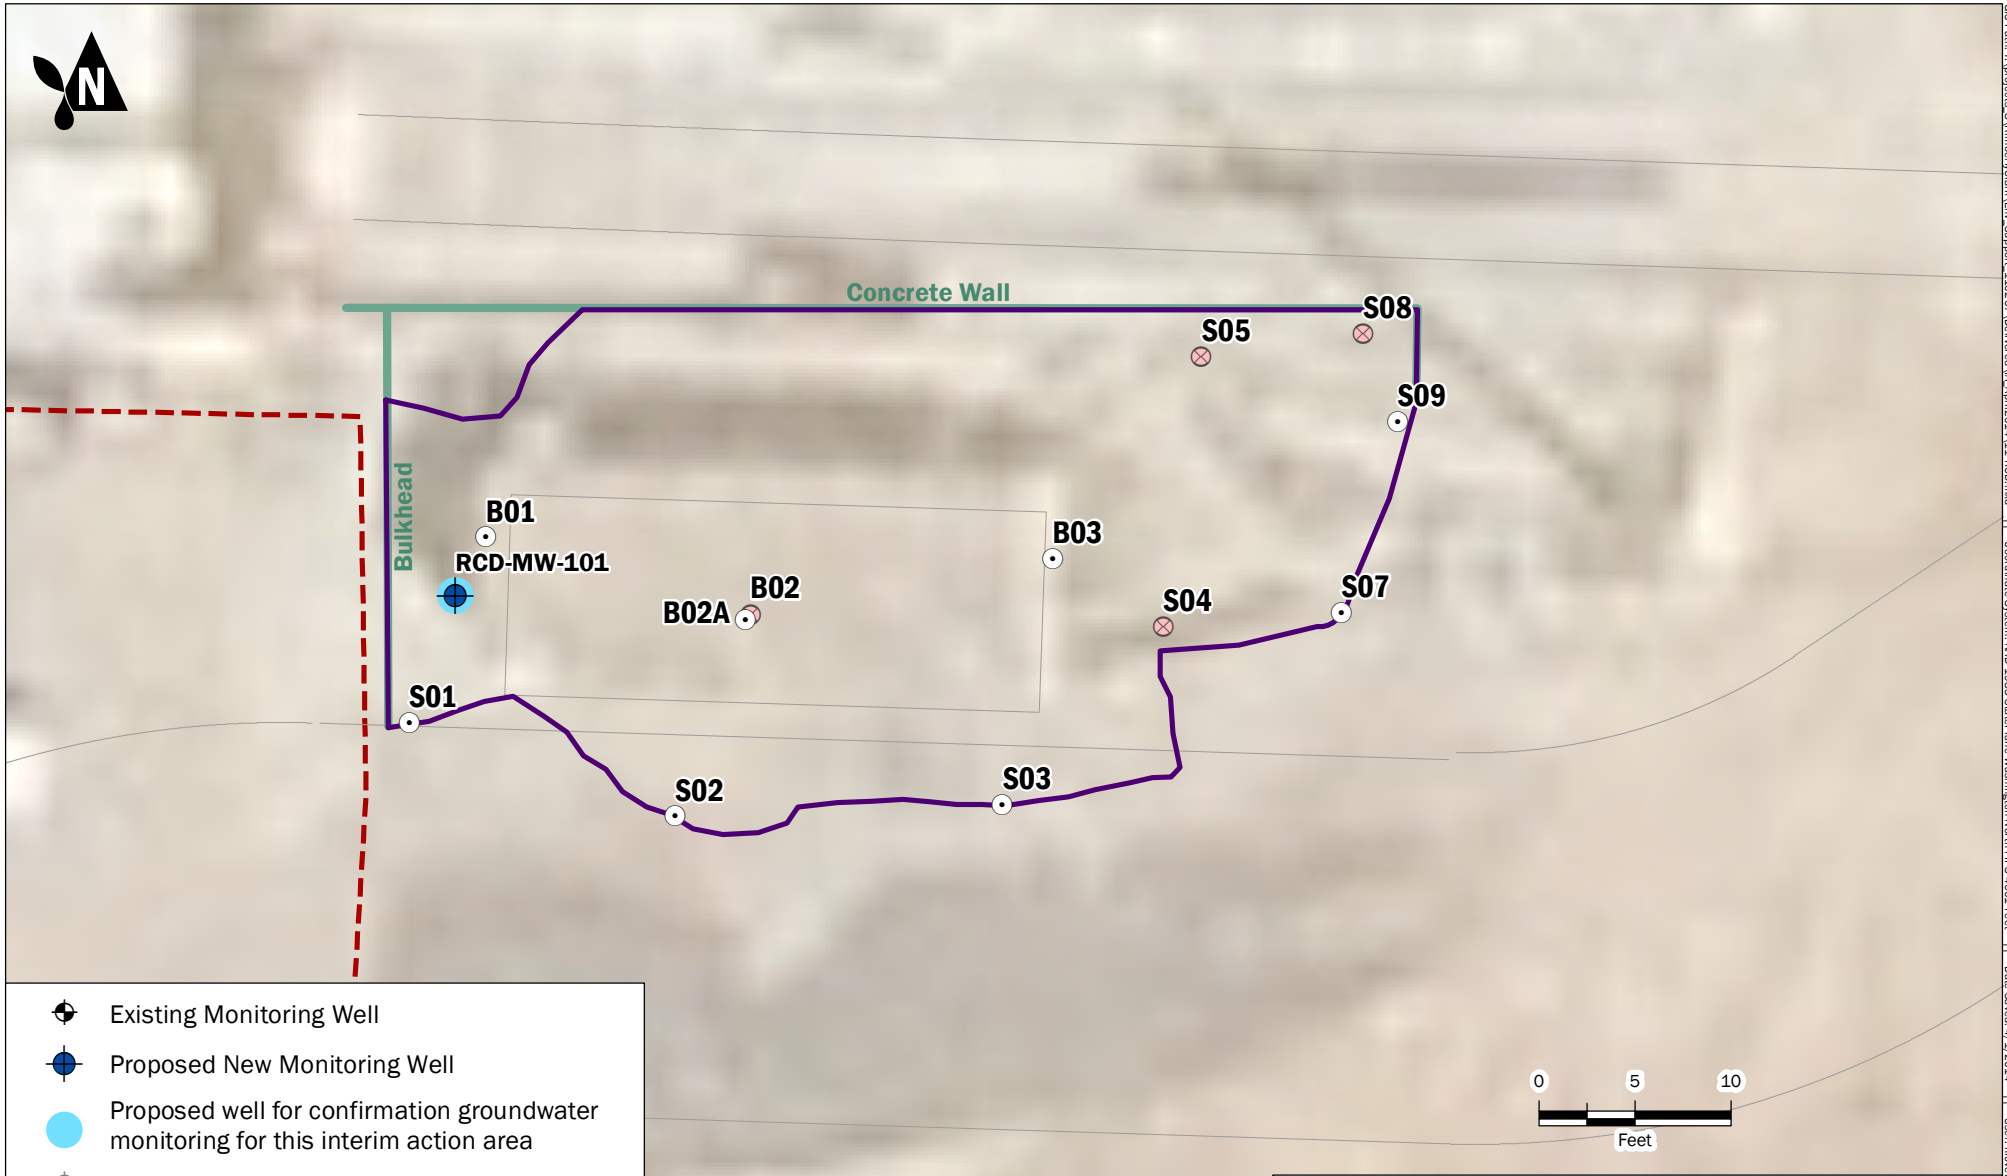 N
Concrete Wall
S08
S05
S09
Bulkhead
B01
B03
RCD-MW-101
B02
S07
S04
B02A
S01
S03
S02
Existing Monitoring Well
Proposed New Monitoring Well
Proposed well for confirmation groundwater
monitoring for this interim action area
0 5 10
Feet